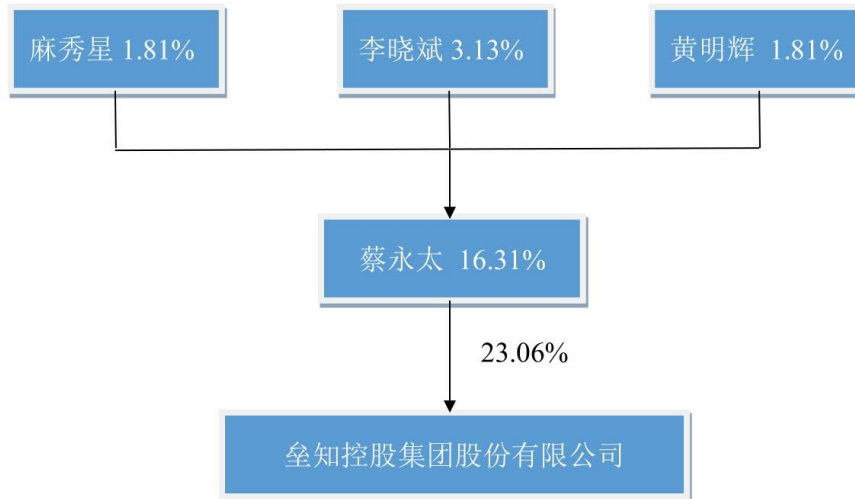 麻秀星 1.81%
李晓斌 3.13%
黄明辉 1.81%
蔡永太 16.31%
23.06%
垒知控股集团股份有限公司